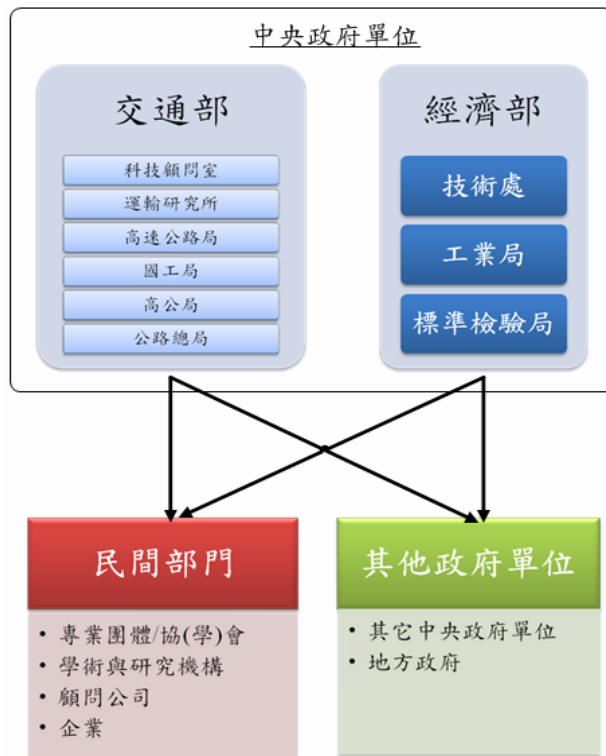 中央政府單位
交通部
科技顧問室
運輸研究所
高速公路局
國工局
高公局
公路總局
經濟部
技術處
工業局
標準檢驗局
民間部門
• 專業團體/協(學)會
• 學術與研究機構
• 顧問公司
• 企業
其他政府單位
• 其它中央政府單位
• 地方政府